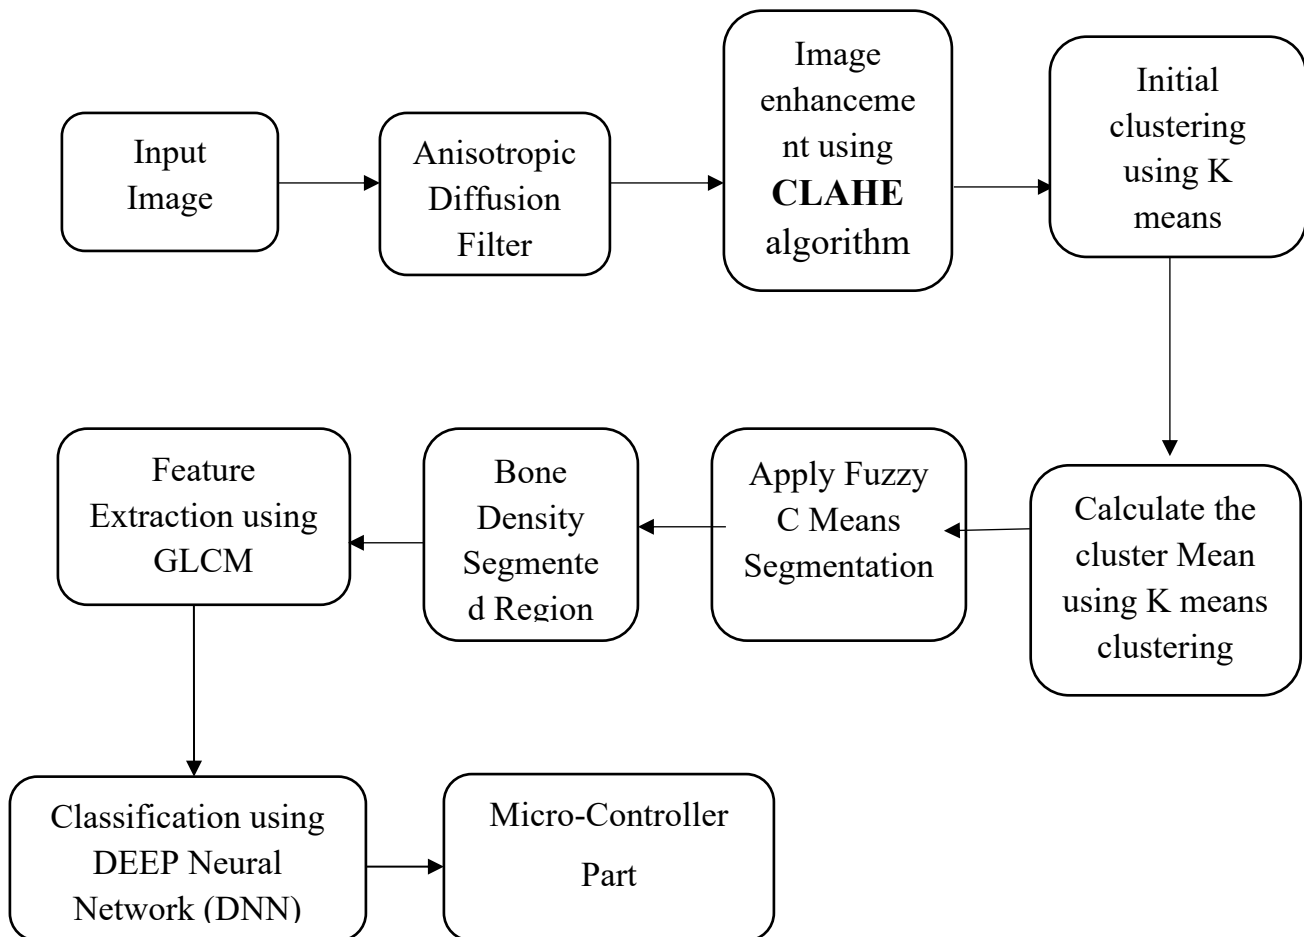 Input
Image
Anisotropic
Diffusion
Filter
Image
enhanceme
nt using
CLAHE
algorithm
Initial
clustering
using K
means
Calculate the
cluster Mean
using K means
clustering
Apply Fuzzy
C Means
Segmentation
Bone
Density
Segmente
d Region
Feature
Extraction using
GLCM
Classification using
DEEP Neural
Network (DNN)
Micro-Controller
Part